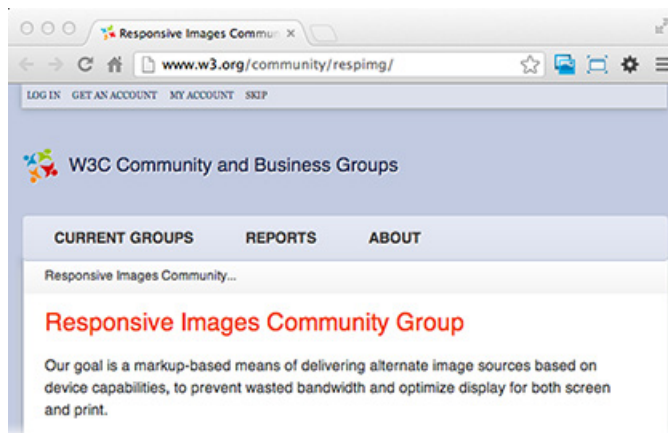 Responsive Images Commun
www.w3.org/community/respimg/
LOG IN GET AN ACCOUNT MY ACCOUNT SKIP
W3C Community and Business Groups
CURRENT GROUPS REPORTS ABOUT
Responsive Images Community...
Responsive Images Community Group
Our goal is a markup-based means of delivering alternate image sources based on
device capabilities, to prevent wasted bandwidth and optimize display for both screen
and print.